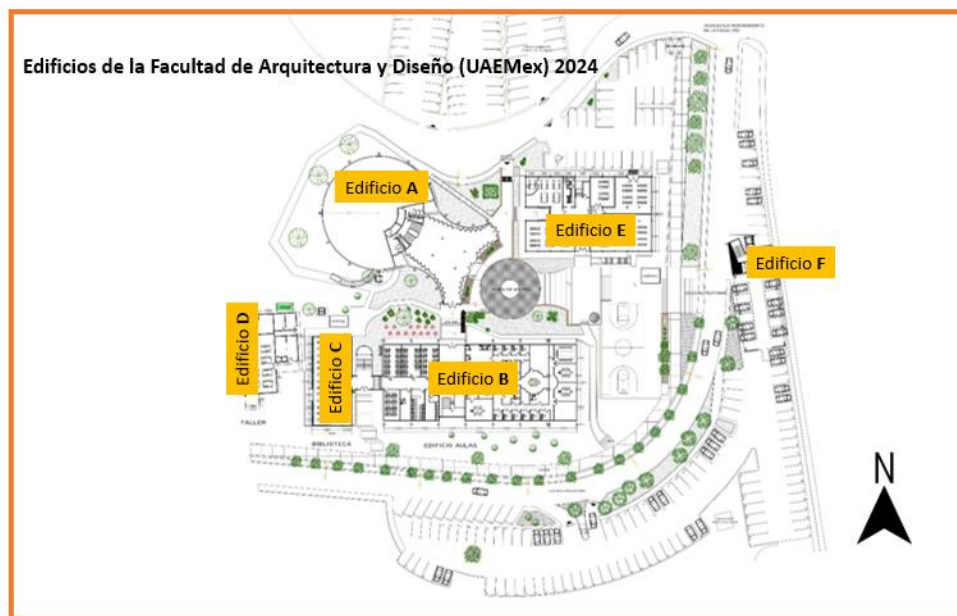 Edificios de la Facultad de Arquitectura y Diseño (UAEMex) 2024
Edificio A
Edificio E
Edificio F
Edificio D
Edificio C
Edificio B
TALLER
BIBLIOTECA
EDIFICIO AULAS
N